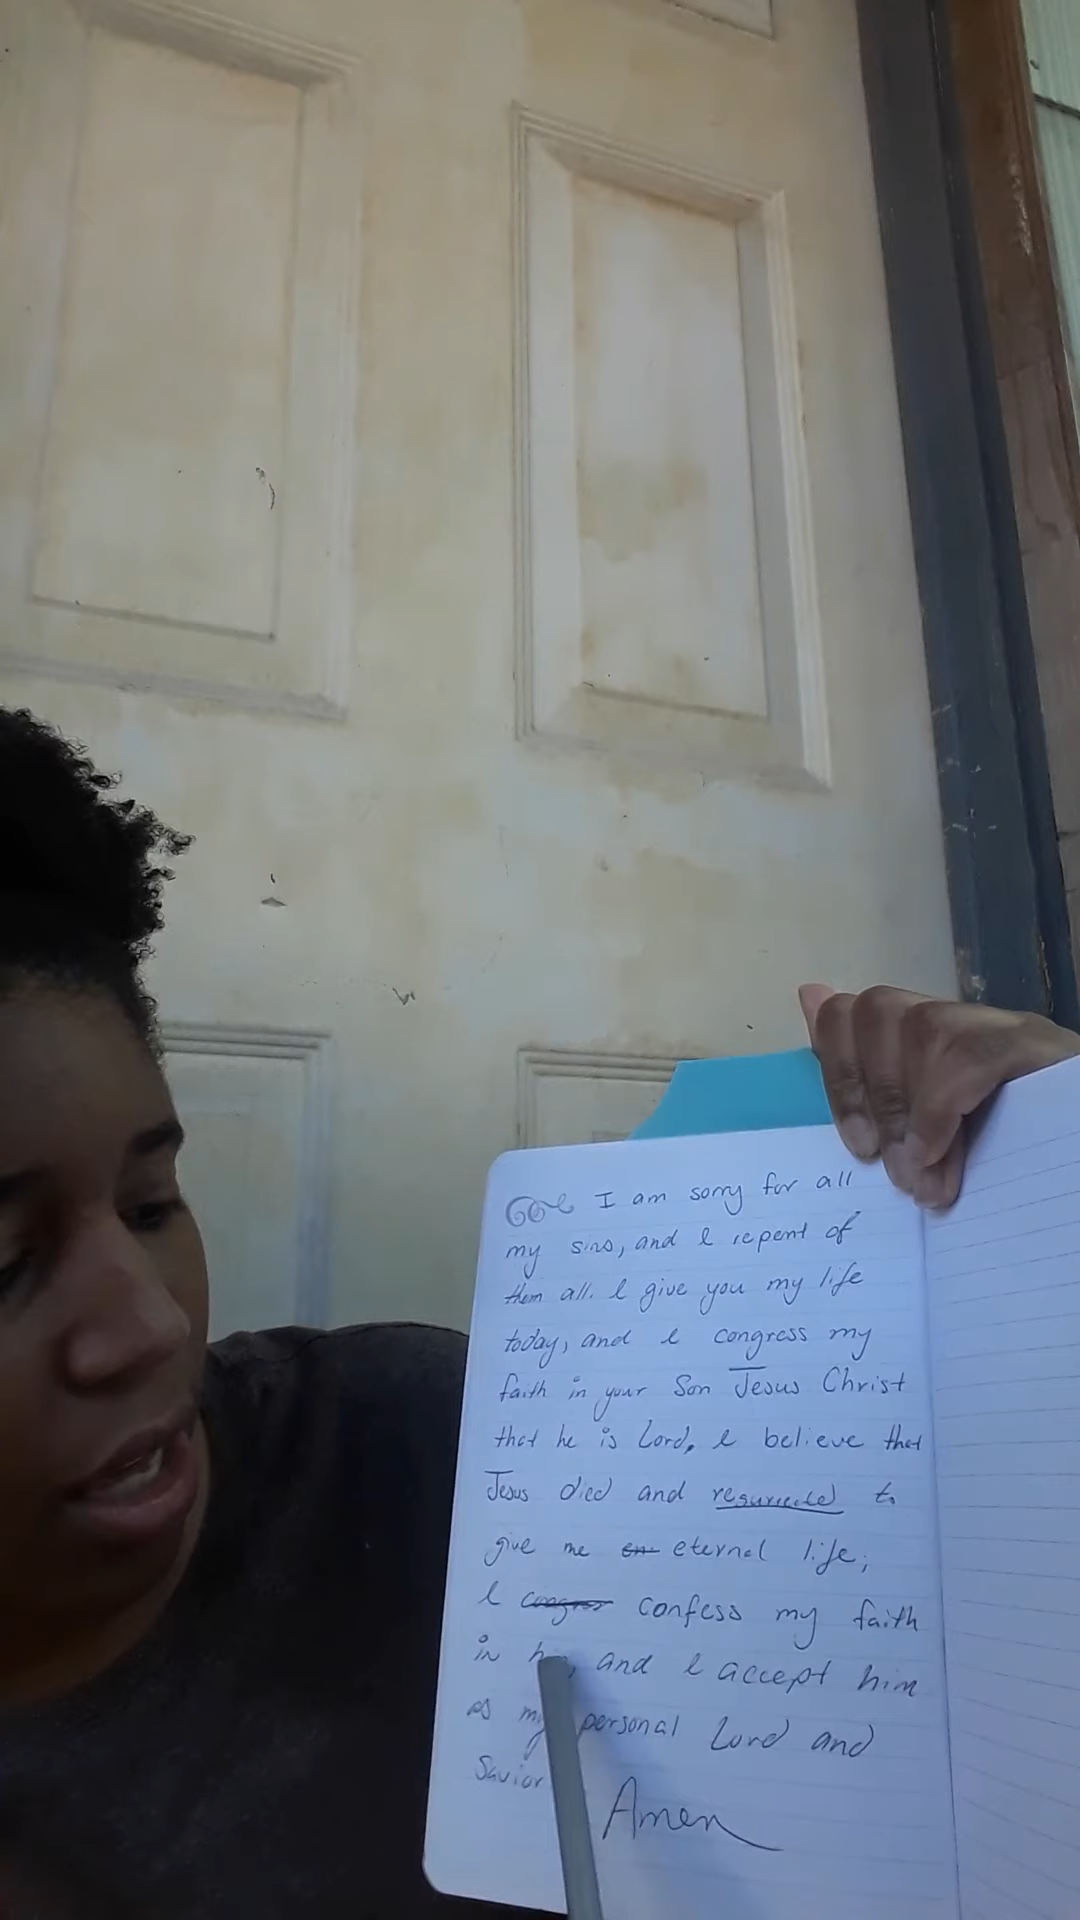 I am sorry for all
my sins, and I repent of
them all. I give you my life
today, and I congress my
faith in your Son Jesus Christ
that he is Lord, I believe that
Jesus died and
to
give me eternal life;
I confess my faith
in and I accept him
as my personal Lord and
Savior
Amen